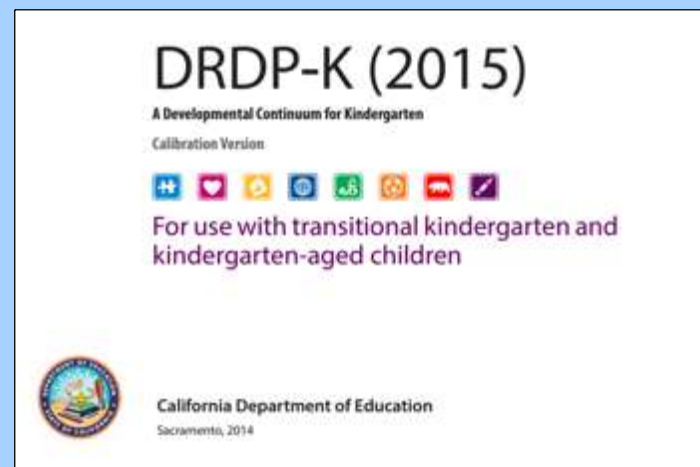 DRDP-K (2015)
A Developmental Continuum for Kindergarten
Calibration Version
For use with transitional kindergarten and
kindergarten-aged children
California Department of Education
Sacramento, 2014